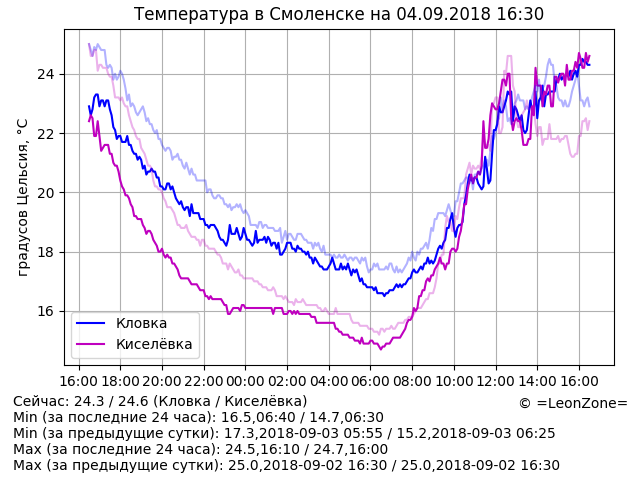 Температура в Смоленске на 04.09.2018 16:30
градусов Цельсия, °C
24
22
20
18
16
Кловка
Киселёвка
16:00 18:00 20:00 22:00 00:00 02:00 04:00 06:00 08:00 10:00 12:00 14:00 16:00
Сейчас: 24.3 / 24.6 (Кловка / Киселёвка)
© =LeonZone=
Min (за последние 24 часа): 16.5,06:40 / 14.7,06:30
Min (за предыдущие сутки): 17.3,2018-09-03 05:55 / 15.2,2018-09-03 06:25
Max (за последние 24 часа): 24.5,16:10 / 24.7,16:00
Max (за предыдущие сутки): 25.0,2018-09-02 16:30 / 25.0,2018-09-02 16:30